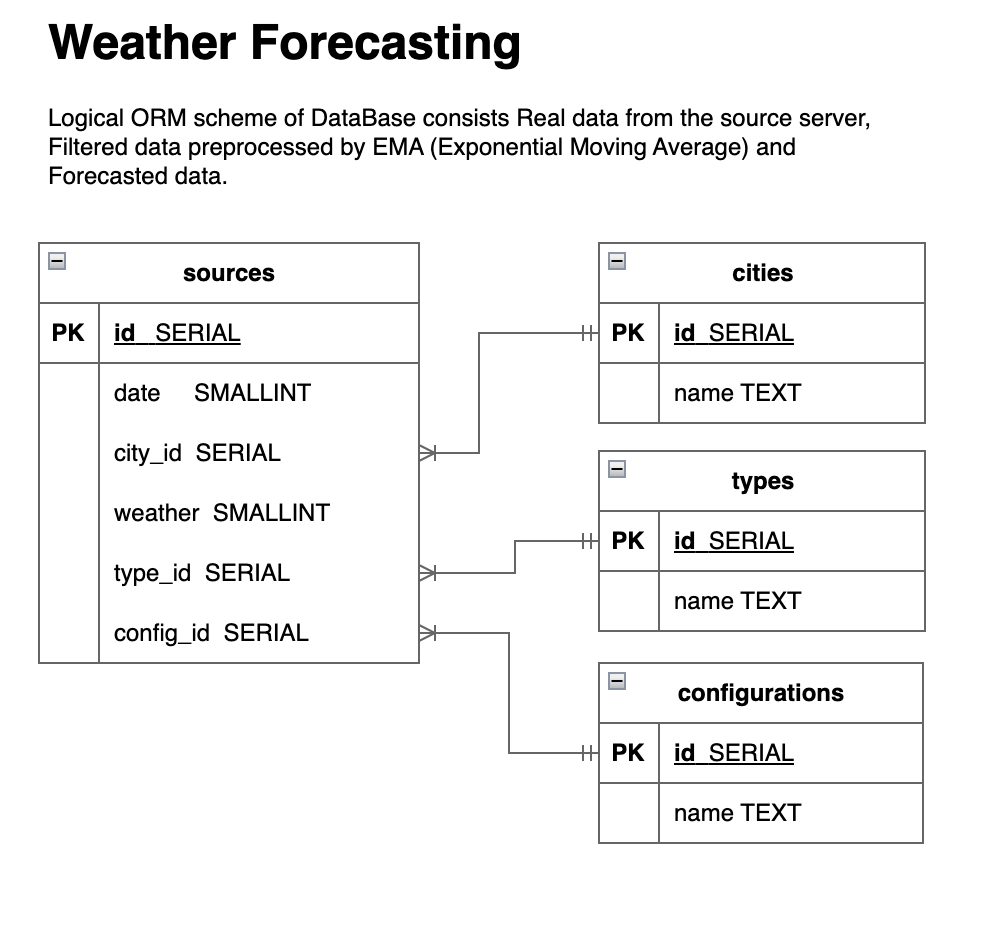 Weather Forecasting
Logical ORM scheme of DataBase consists Real data from the source server,
Filtered data preprocessed by EMA (Exponential Moving Average) and
Forecasted data.
sources
PK id SERIAL
date SMALLINT
city_id SERIAL
weather SMALLINT
type_id SERIAL
config_id SERIAL
cities
PK id SERIAL
name TEXT
types
PK id SERIAL
name TEXT
configurations
PK id SERIAL
name TEXT